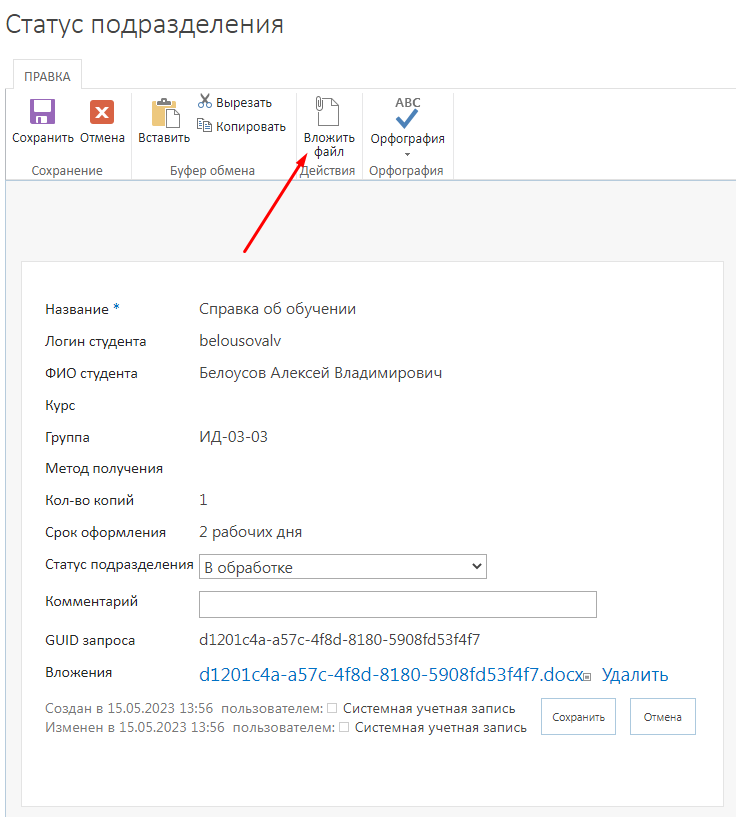 Статус подразделения
ПРАВКА
Сохранить Отмена
Сохранение
Вставить
Вырезать
Копировать
Буфер обмена
Вложить
файл
Действия
ABC
Орфография
Орфография
Название * Справка об обучении
Логин студента belousovalv
ФИО студента Белоусов Алексей Владимирович
Курс
Группа ИД-03-03
Метод получения
Кол-во копий 1
Срок оформления 2 рабочих дня
Статус подразделения В обработке
Комментарий
GUID запроса d1201c4a-a57c-4f8d-8180-5908fd53f4f7
Вложения d1201c4a-a57c-4f8d-8180-5908fd53f4f7.docx Удалить
Создан в 15.05.2023 13:56 пользователем: Системная учетная запись
Изменен в 15.05.2023 13:56 пользователем: Системная учетная запись
Сохранить Отмена